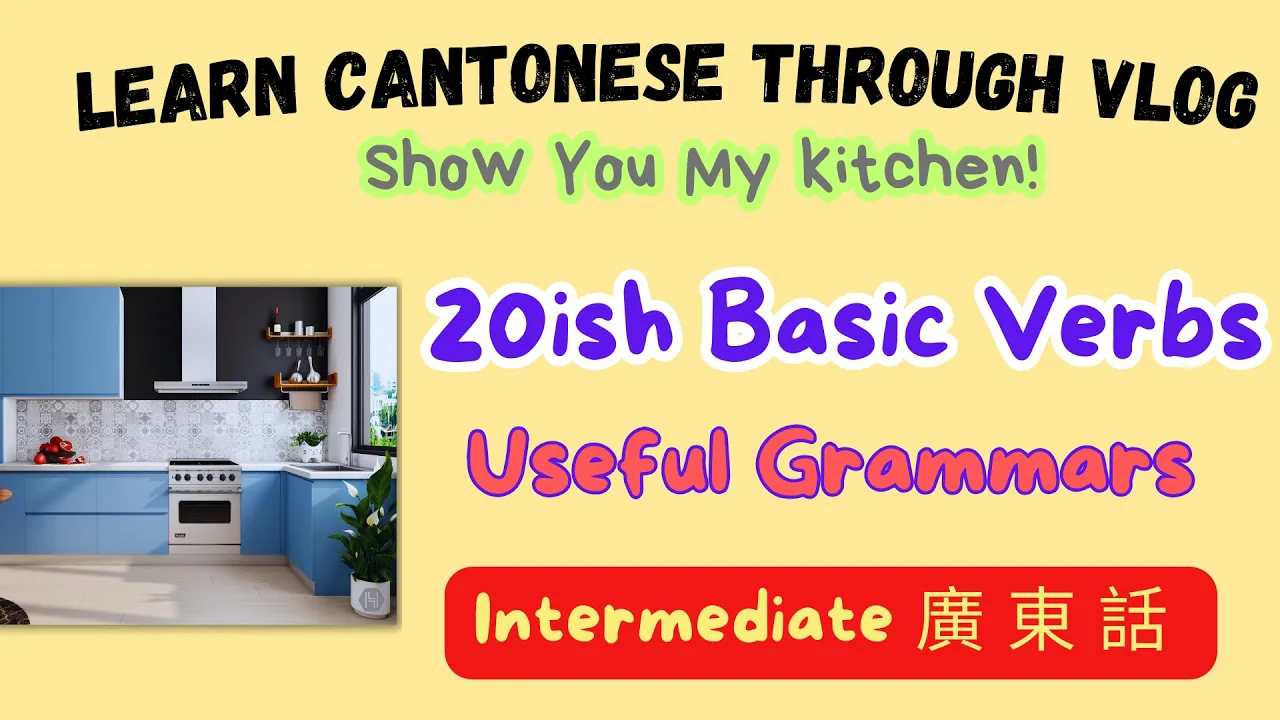 LEARN CANTONESE THROUGH VLOG
Show You My Kitchen!
20ish Basic Verbs
Useful Grammars
Intermediate 廣東話